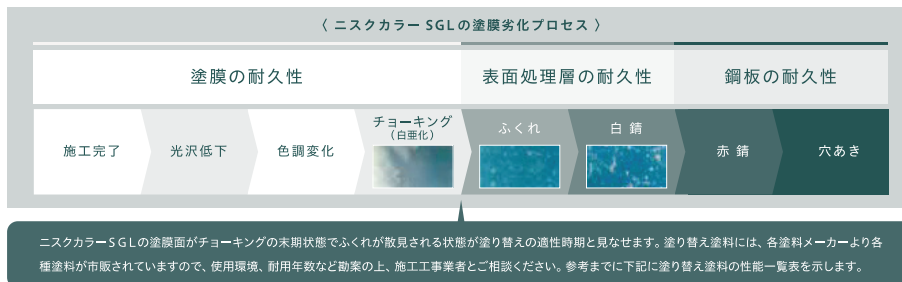 〈 ニスクカラー SGLの塗膜劣化プロセス 〉
塗膜の耐久性
表面処理層の耐久性
鋼板の耐久性
施工完了
光沢低下
色調変化
チョーキング
（白亜化）
ふくれ
白 錆
赤 錆
穴あき
ニスクカラーSGLの塗膜面がチョーキングの末期状態でふくれが散見される状態が塗り替えの適性時期と見なせます。塗り替え塗料には、各塗料メーカーより各
種塗料が市販されていますので、使用環境、耐用年数など勘案の上、施工工事業者とご相談ください。参考までに下記に塗り替え塗料の性能一覧表を示します。